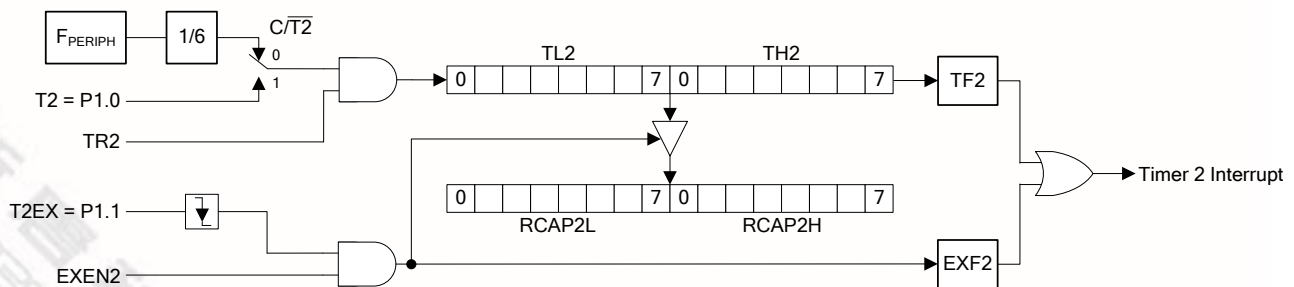 F_PERIPH 1/6 C/T2
0
1
T2 = P1.0
TR2
TL2 TH2
0 7 0 7
TF2
Timer 2 Interrupt
T2EX = P1.1
0 7 0 7
RCAP2L RCAP2H
EXEN2
EXF2